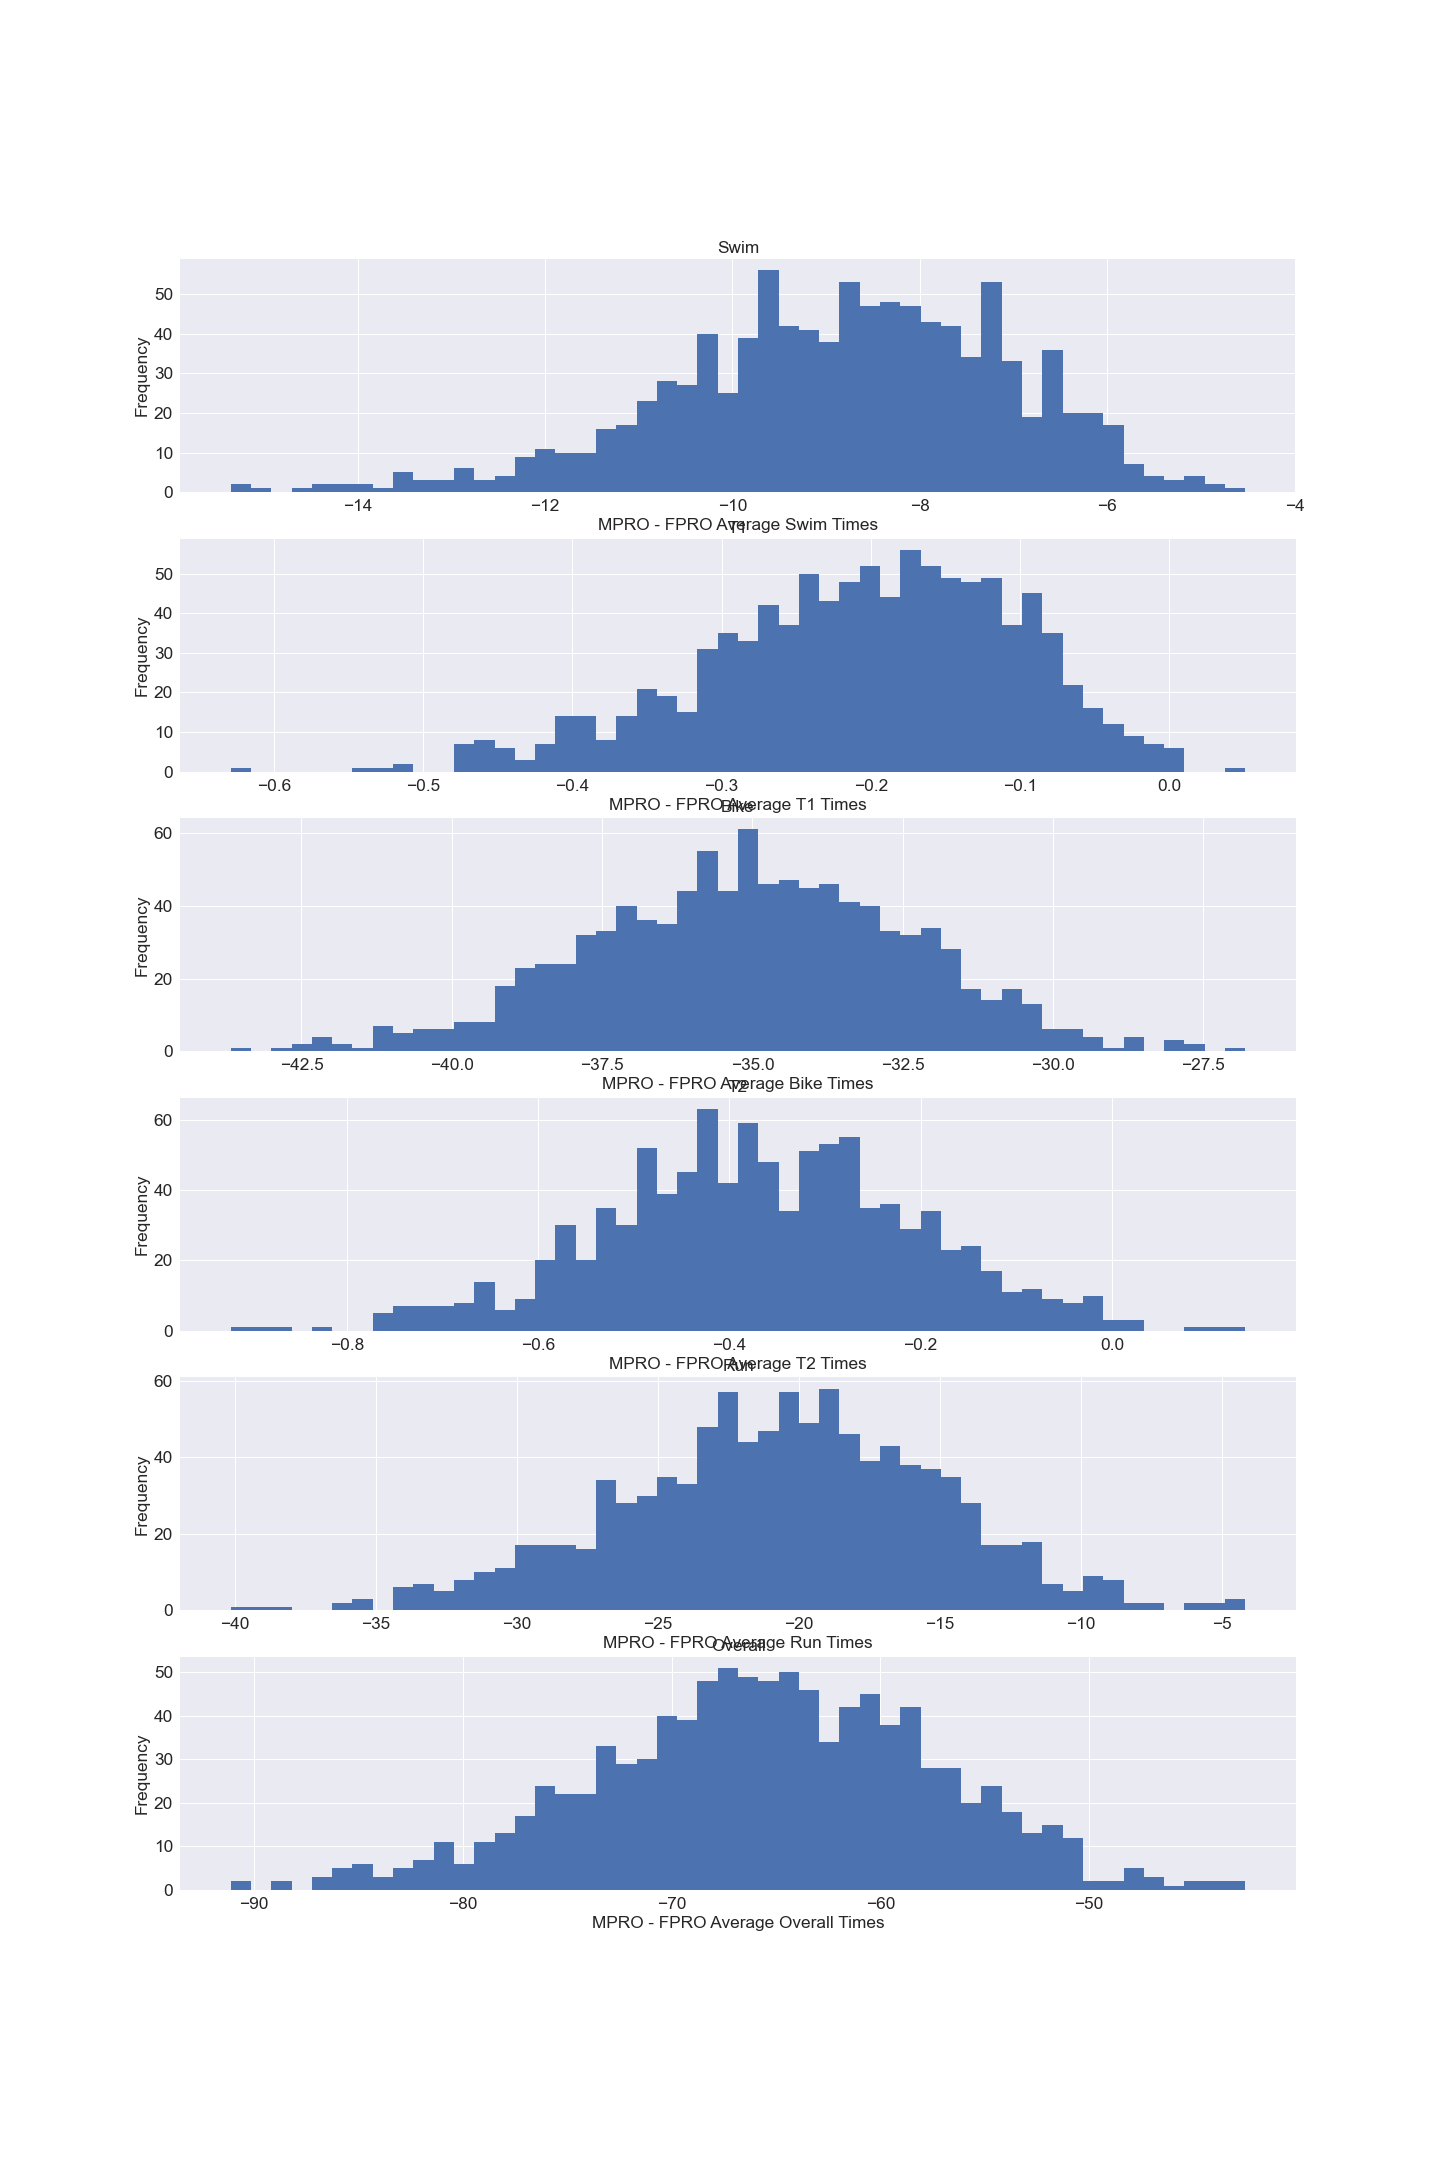 Swim
Frequency
50
40
30
20
10
0
−14 −12 −10 −8 −6 −4
MPRO - FPRO Average Swim Times
T1
Frequency
50
40
30
20
10
0
−0.6 −0.5 −0.4 −0.3 −0.2 −0.1 0.0
MPRO - FPRO Average T1 Times
Bike
Frequency
60
40
20
0
−42.5 −40.0 −37.5 −35.0 −32.5 −30.0 −27.5
MPRO - FPRO Average Bike Times
T2
Frequency
60
40
20
0
−0.8 −0.6 −0.4 −0.2 0.0
MPRO - FPRO Average T2 Times
Run
Frequency
60
40
20
0
−40 −35 −30 −25 −20 −15 −10 −5
MPRO - FPRO Average Run Times
Overall
Frequency
50
40
30
20
10
0
−90 −80 −70 −60 −50
MPRO - FPRO Average Overall Times